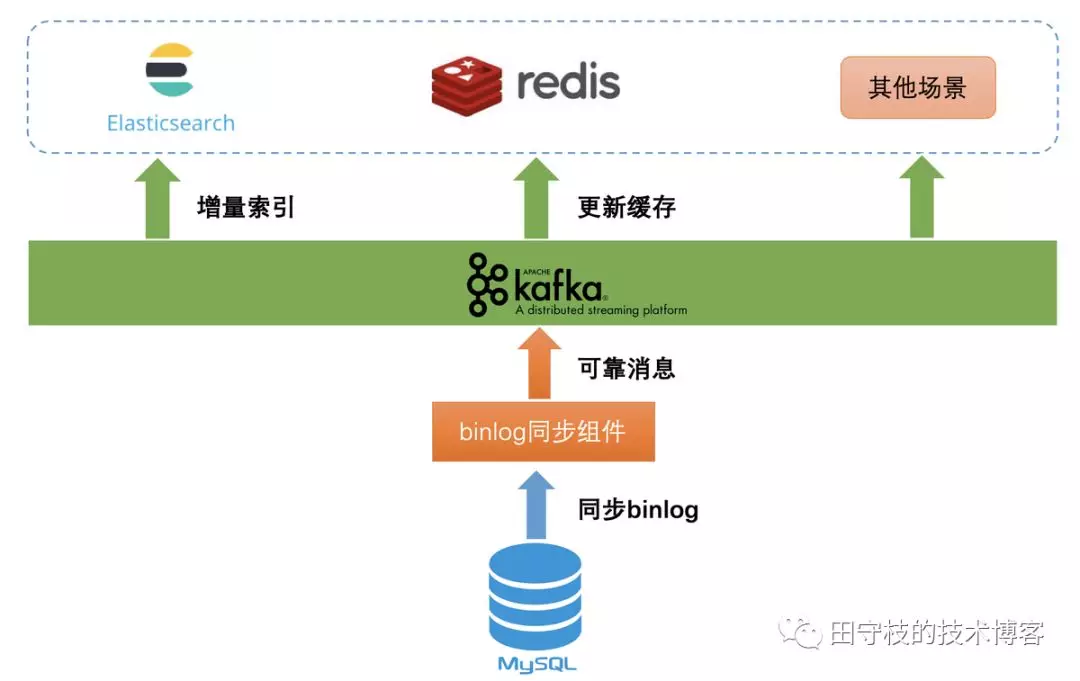 Elasticsearch
redis
其他场景
增量索引
更新缓存
APACHE
kafka®
A distributed streaming platform
可靠消息
binlog同步组件
同步binlog
MySQL
田守枝的技术博客